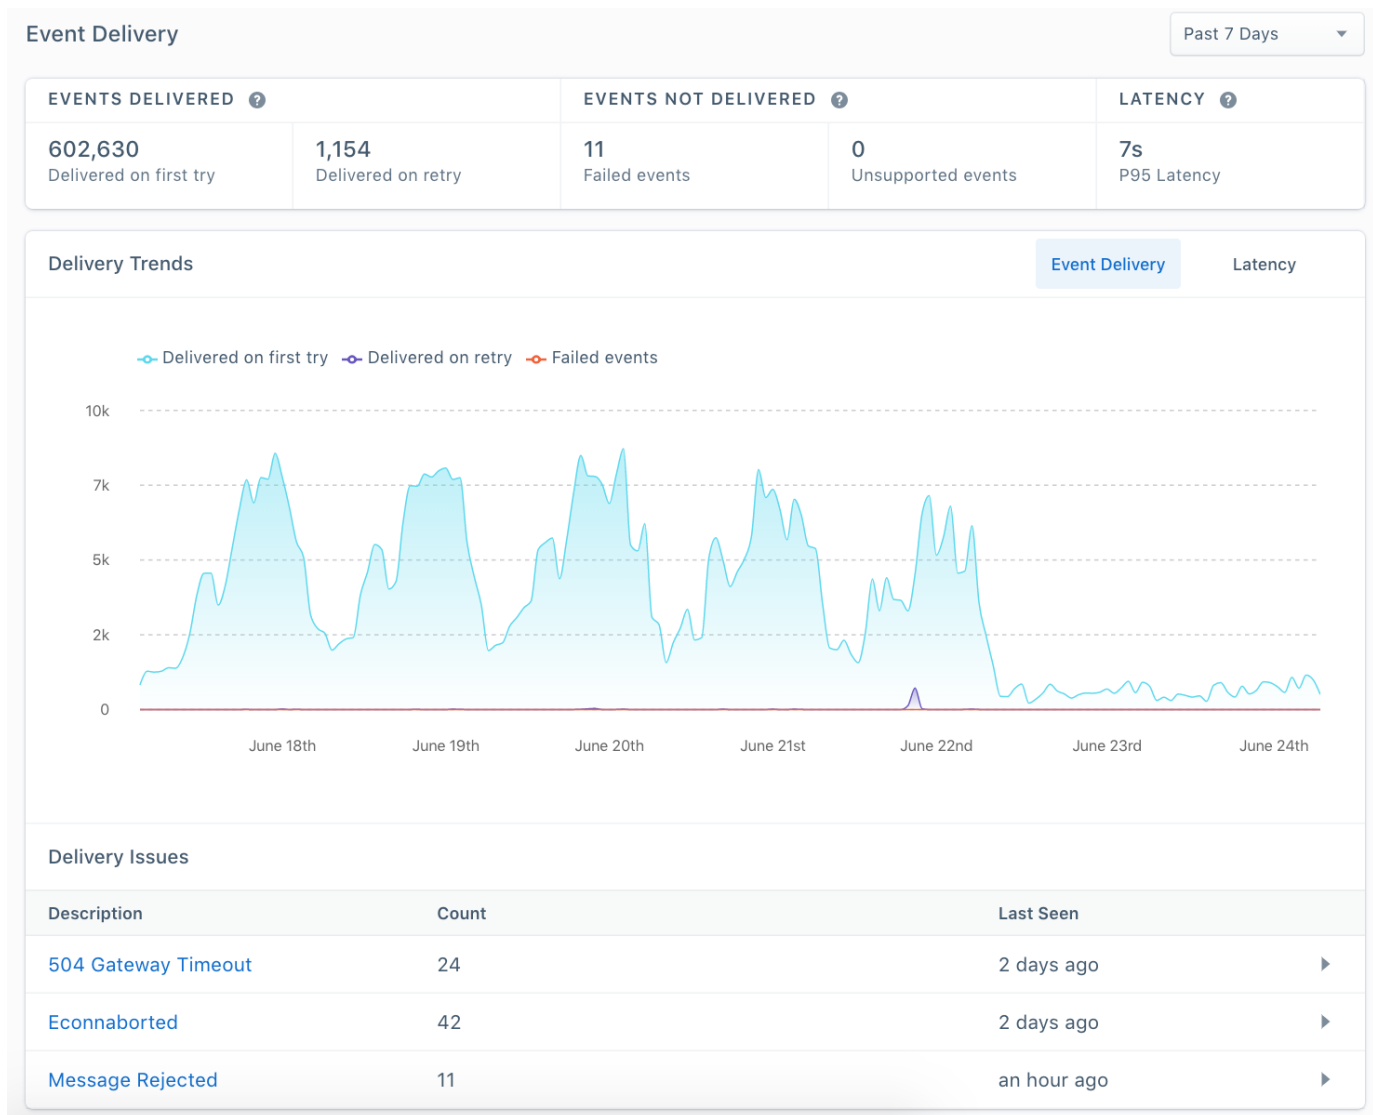 Event Delivery
Past 7 Days
EVENTS DELIVERED ?
EVENTS NOT DELIVERED ?
LATENCY ?
602,630
Delivered on first try
1,154
Delivered on retry
11
Failed events
0
Unsupported events
7s
P95 Latency
Delivery Trends
Event Delivery
Latency
Delivered on first try Delivered on retry Failed events
10k
7k
5k
2k
0
June 18th June 19th June 20th June 21st June 22nd June 23rd June 24th
Delivery Issues
Description Count Last Seen
504 Gateway Timeout 24 2 days ago
Econnaborted 42 2 days ago
Message Rejected 11 an hour ago